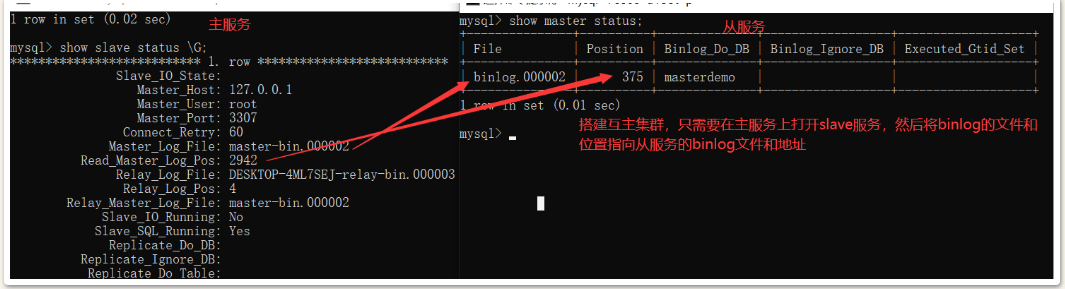 1 row in set (0.02 sec)
主服务
mysql> show slave status \G;
*************************** 1. row ***************************
Slave_IO_State:
Master_Host: 127.0.0.1
Master_User: root
Master_Port: 3307
Connect_Retry: 60
Master_Log_File: master-bin.000002
Read_Master_Log_Pos: 2942
Relay_Log_File: DESKTOP-4ML7SEJ-relay-bin.000003
Relay_Log_Pos: 4
Relay_Master_Log_File: master-bin.000002
Slave_IO_Running: No
Slave_SQL_Running: Yes
Replicate_Do_DB:
Replicate_Ignore_DB:
Replicate_Do_Table:
mysql> show master status;
从服务
| File | Position | Binlog_Do_DB | Binlog_Ignore_DB | Executed_Gtid_Set |
| binlog.000002 | 375 | masterdemo | | |
1 row in set (0.01 sec)
搭建互主集群，只需要在主服务上打开slave服务，然后将binlog的文件和
位置指向从服务的binlog文件和地址
mysql>